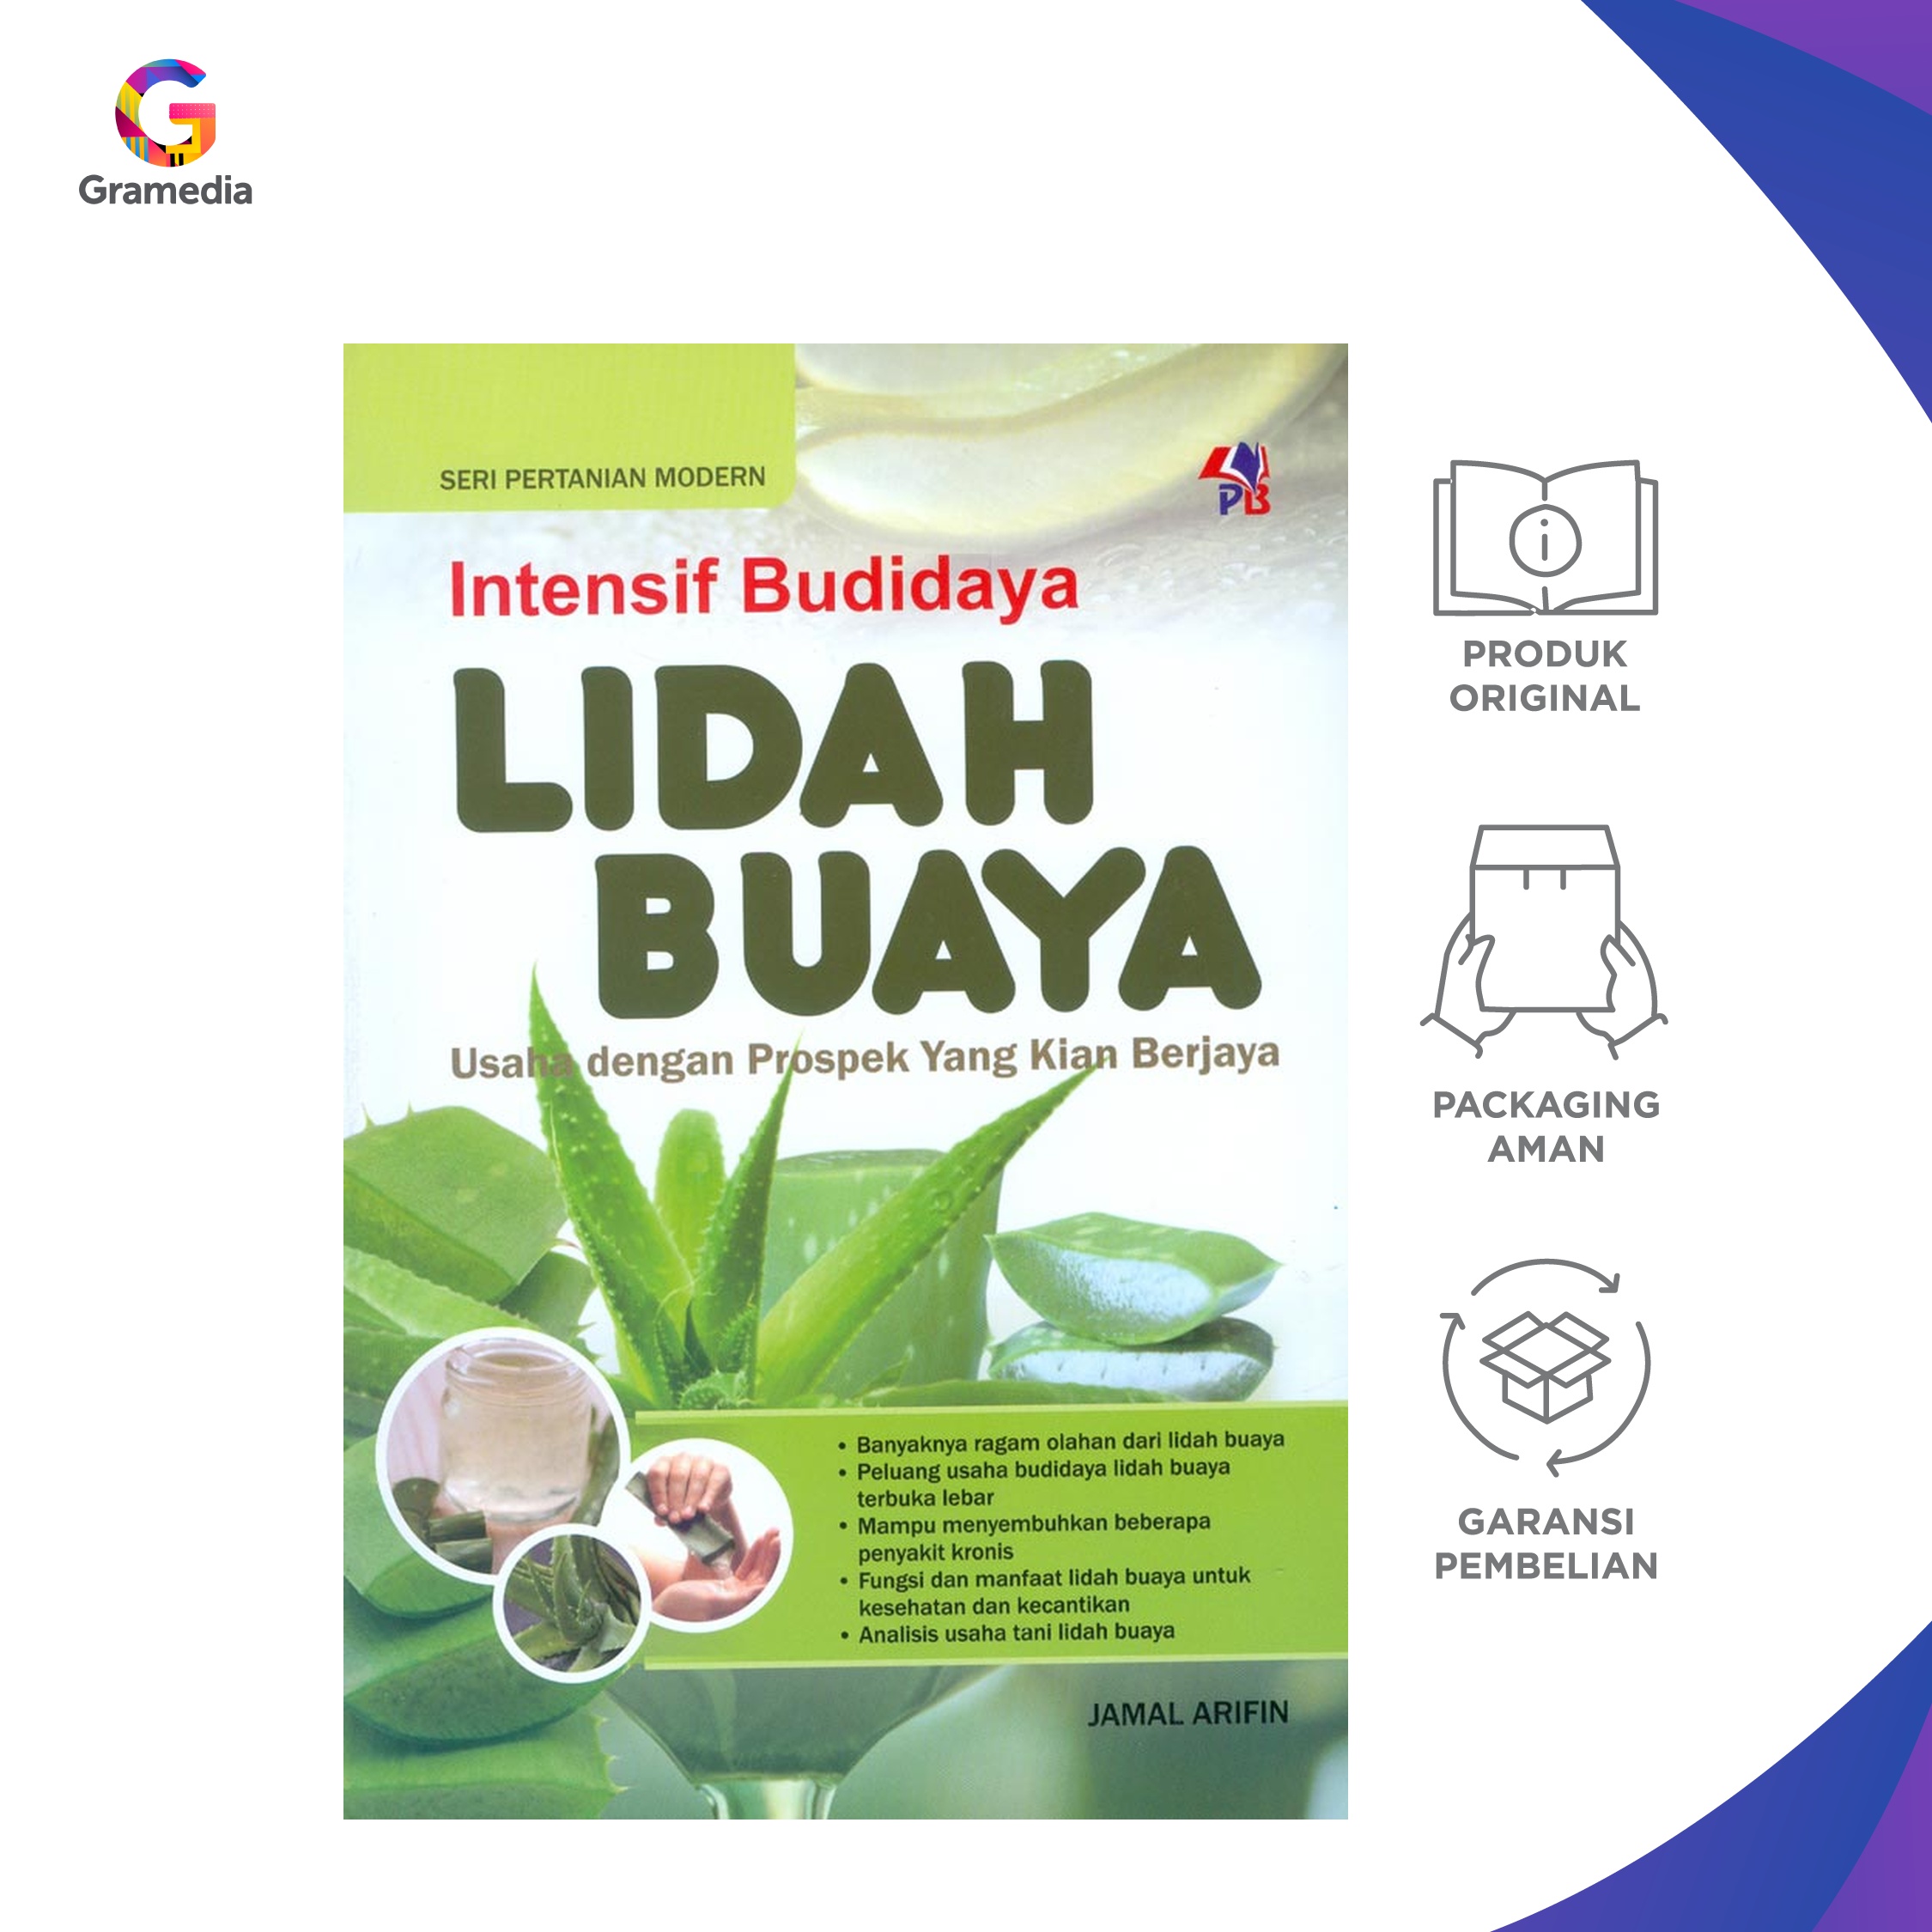 Gramedia
SERI PERTANIAN MODERN
PB
Intensif Budidaya
LIDAH
BUAYA
Usaha dengan Prospek Yang Kian Berjaya
• Banyaknya ragam olahan dari lidah buaya
• Peluang usaha budidaya lidah buaya
terbuka lebar
• Mampu menyembuhkan beberapa
penyakit kronis
• Fungsi dan manfaat lidah buaya untuk
kesehatan dan kecantikan
• Analisis usaha tani lidah buaya
JAMAL ARIFIN
PRODUK
ORIGINAL
PACKAGING
AMAN
GARANSI
PEMBELIAN